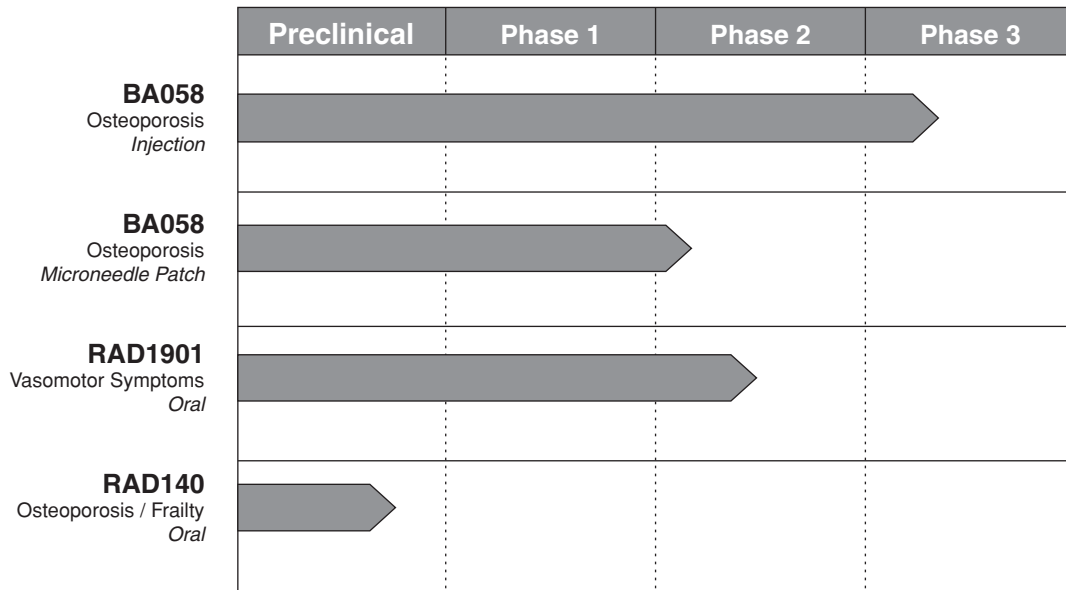 Preclinical Phase 1 Phase 2 Phase 3
BA058
Osteoporosis
Injection
BA058
Osteoporosis
Microneedle Patch
RAD1901
Vasomotor Symptoms
Oral
RAD140
Osteoporosis / Frailty
Oral